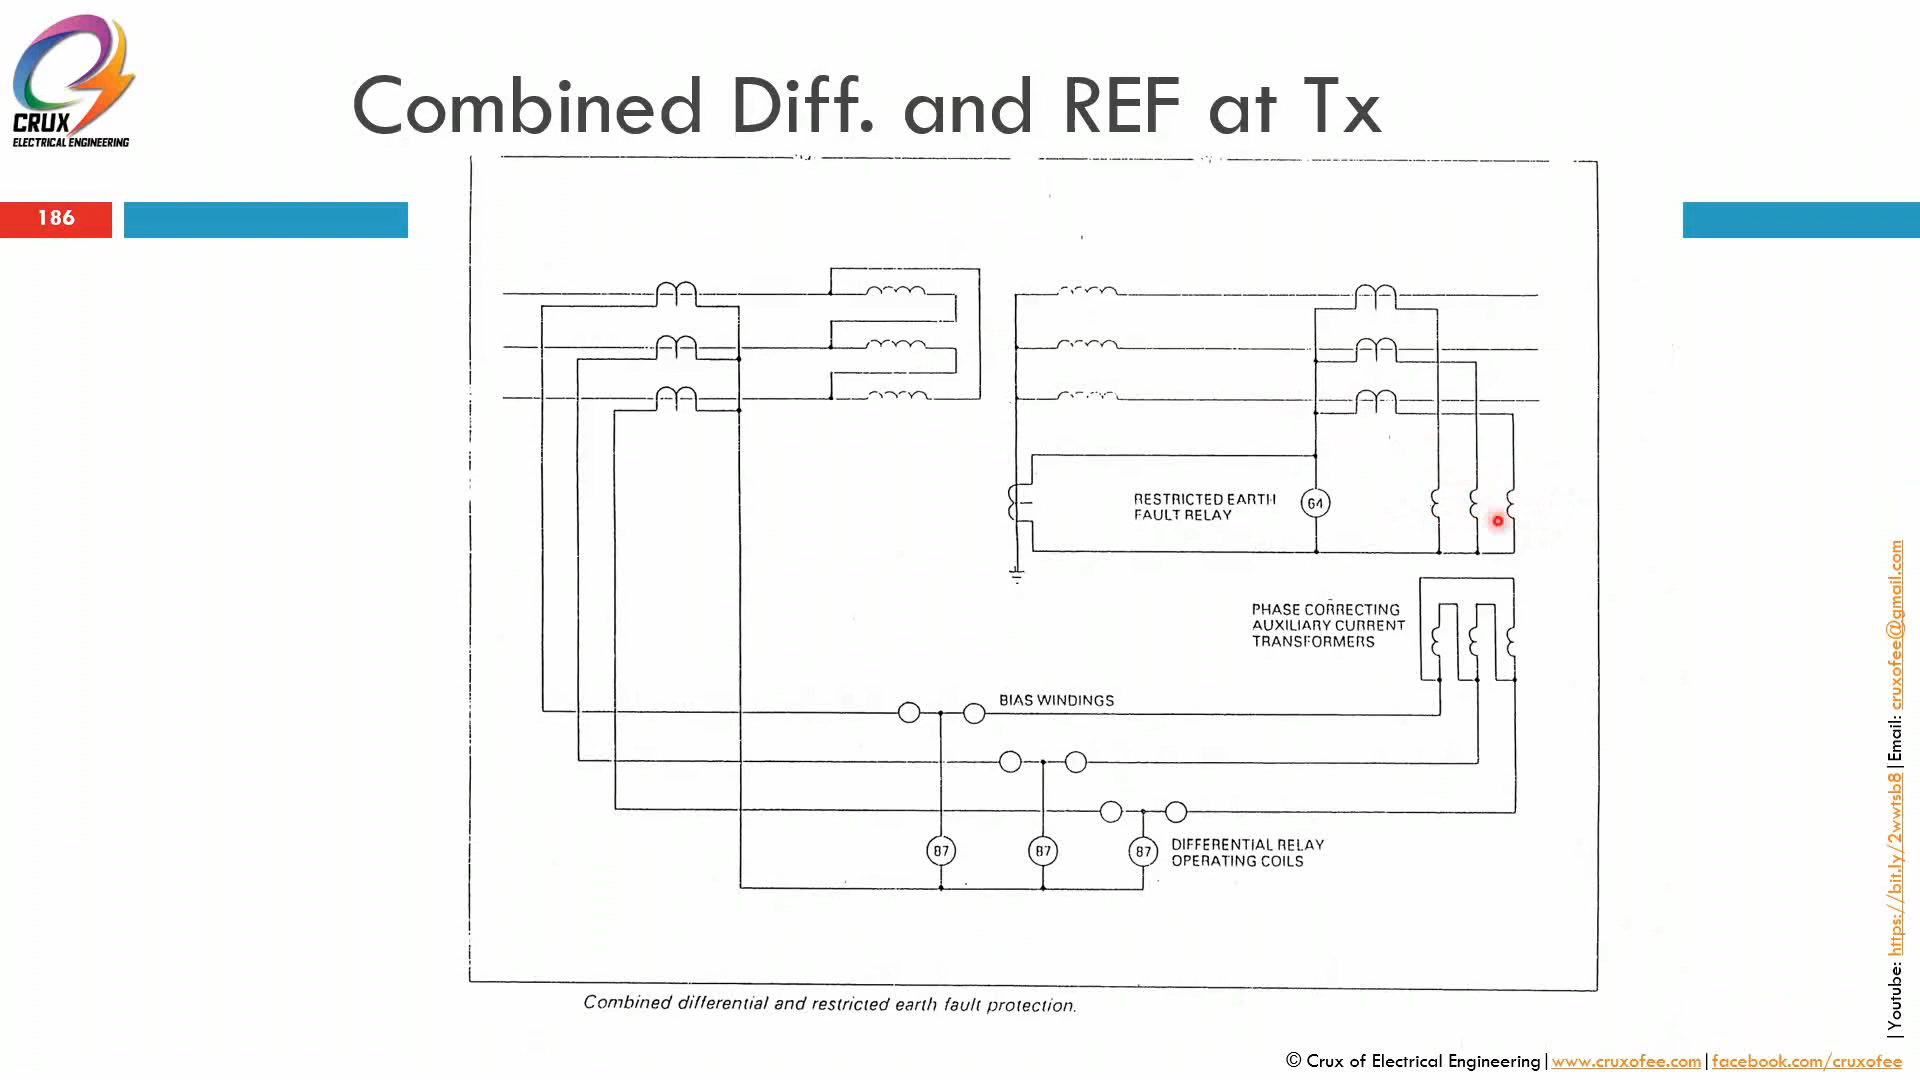 CRUX
ELECTRICAL ENGINEERING
Combined Diff. and REF at Tx
186
RESTRICTED EARTH
FAULT RELAY
64
PHASE CORRECTING
AUXILIARY CURRENT
TRANSFORMERS
BIAS WINDINGS
87
87
87
DIFFERENTIAL RELAY
OPERATING COILS
Combined differential and restricted earth fault protection.
|Youtube: https://bit.ly/2wwtsb8|Email: cruxofee@gmail.com
© Crux of Electrical Engineering|www.cruxofee.com|facebook.com/cruxofee